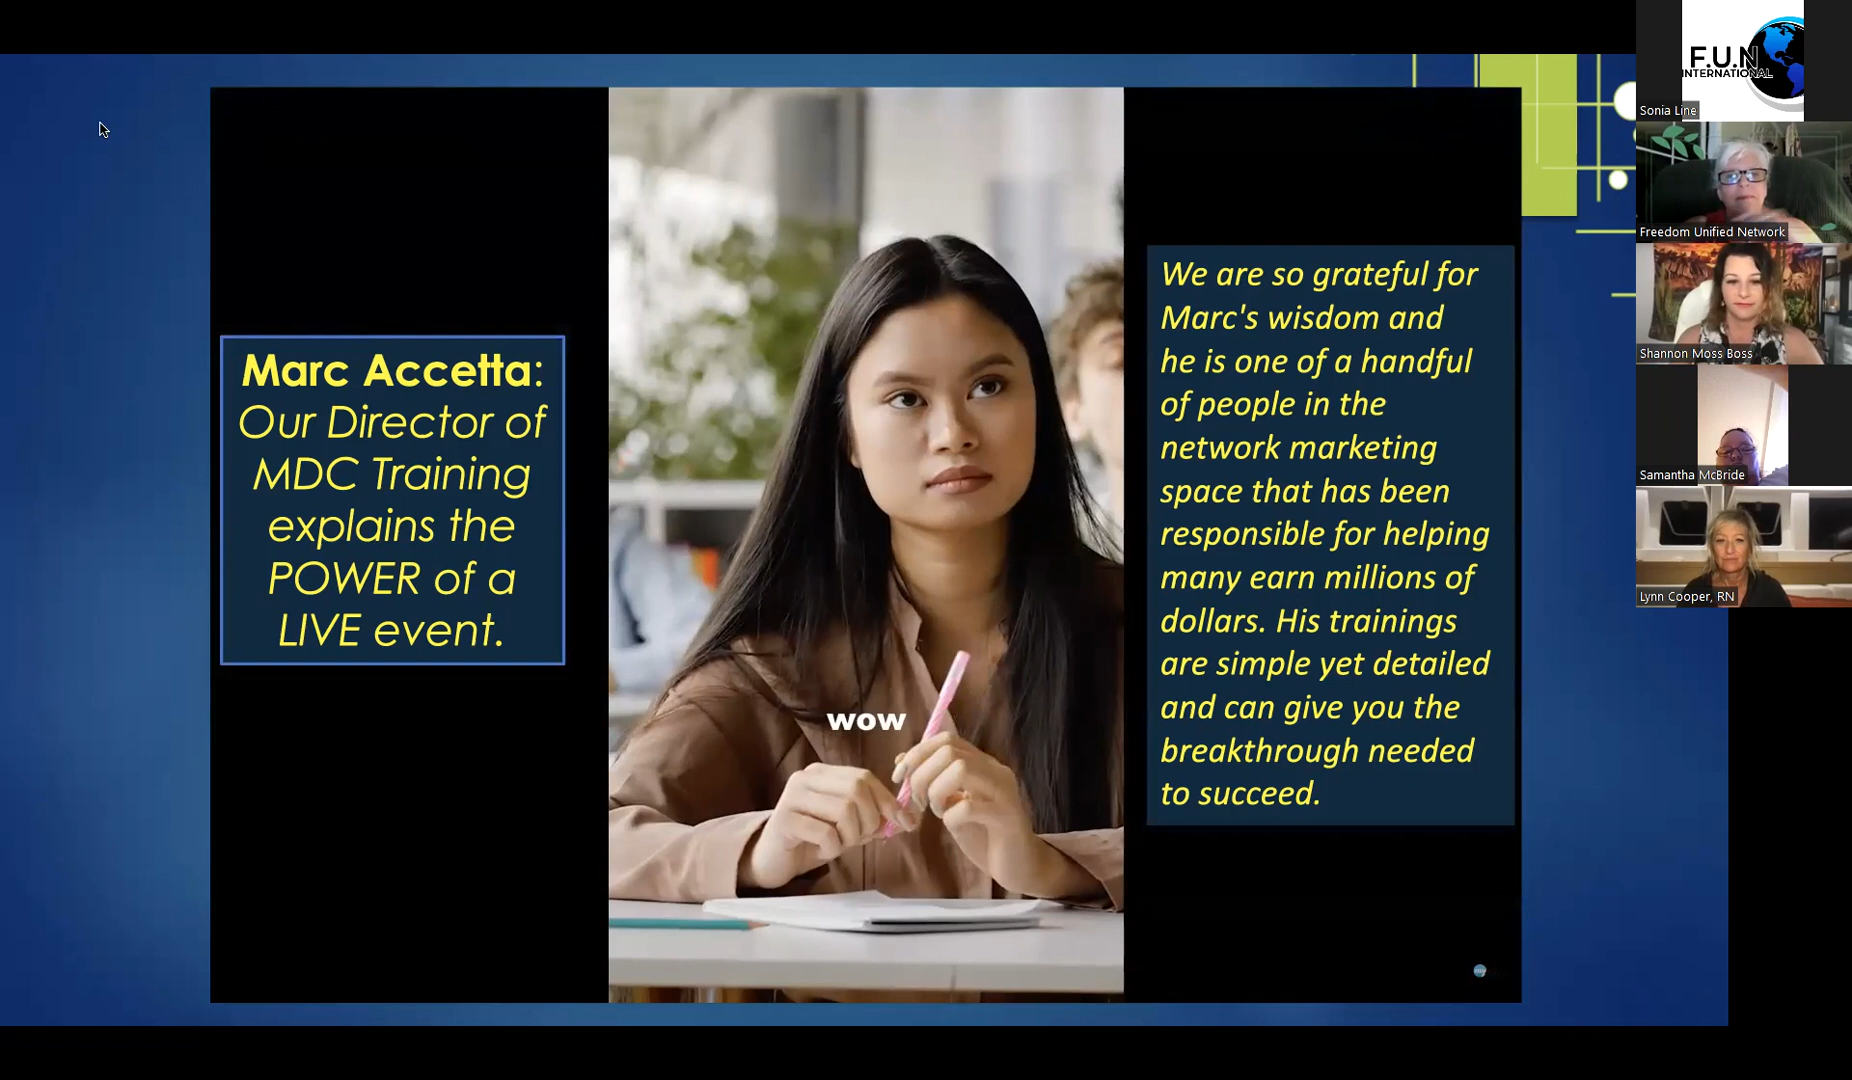 Marc Accetta:
Our Director of
MDC Training
explains the
POWER of a
LIVE event.
wow
We are so grateful for
Marc's wisdom and
he is one of a handful
of people in the
network marketing
space that has been
responsible for helping
many earn millions of
dollars. His trainings
are simple yet detailed
and can give you the
breakthrough needed
to succeed.
F.U.N
INTERNATIONAL
Sonia Line
Freedom Unified Network
Shannon Moss Boss
Samantha McBride
Lynn Cooper, RN